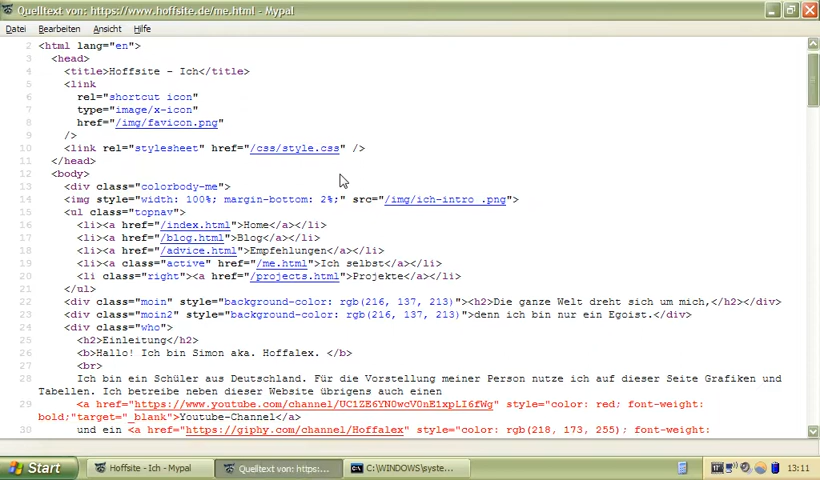 Quelltext von: https://www.hoffsite.de/me.html - Mypal
Datei Bearbeiten Ansicht Hilfe
2 <html lang="en">
3 <head>
4 <title>Hoffsite - Ich</title>
5 <link
6 rel="shortcut icon"
7 type="image/x-icon"
8 href="/img/favicon.png"
9 />
10 <link rel="stylesheet" href="/css/style.css" />
11 </head>
12 <body>
13 <div class="colorbody-me">
14 <img style="width: 100%; margin-bottom: 2%;" src="/img/ich-intro .png">
15 <ul class="topnav">
16 <li><a href="/index.html">Home</a></li>
17 <li><a href="/blog.html">Blog</a></li>
18 <li><a href="/advice.html">Empfehlungen</a></li>
19 <li><a class="active" href="/me.html">Ich selbst</a></li>
20 <li class="right"><a href="/projects.html">Projekte</a></li>
21 </ul>
22 <div class="moin" style="background-color: rgb(216, 137, 213)"><h2>Die ganze Welt dreht sich um mich,</h2></div>
23 <div class="moin2" style="background-color: rgb(216, 137, 213)">denn ich bin nur ein Egoist.</div>
24 <div class="who">
25 <h2>Einleitung</h2>
26 <b>Hallo! Ich bin Simon aka. Hoffalex. </b>
27 <br>
28 Ich bin ein Schüler aus Deutschland. Für die Vorstellung meiner Person nutze ich auf dieser Seite Grafiken und
Tabellen. Ich betreibe neben dieser Website übrigens auch einen
29 <a href="https://www.youtube.com/channel/UC1ZE6YN0wcV0nE1xpLI6fWg" style="color: red; font-weight:
bold;"target="_blank">Youtube-Channel</a>
30 und ein <a href="https://giphy.com/channel/Hoffalex" style="color: rgb(218, 173, 255); font-weight:
Start
Hoffsite - Ich - Mypal
Quelltext von: https:...
C:\WINDOWS\syste...
13:11